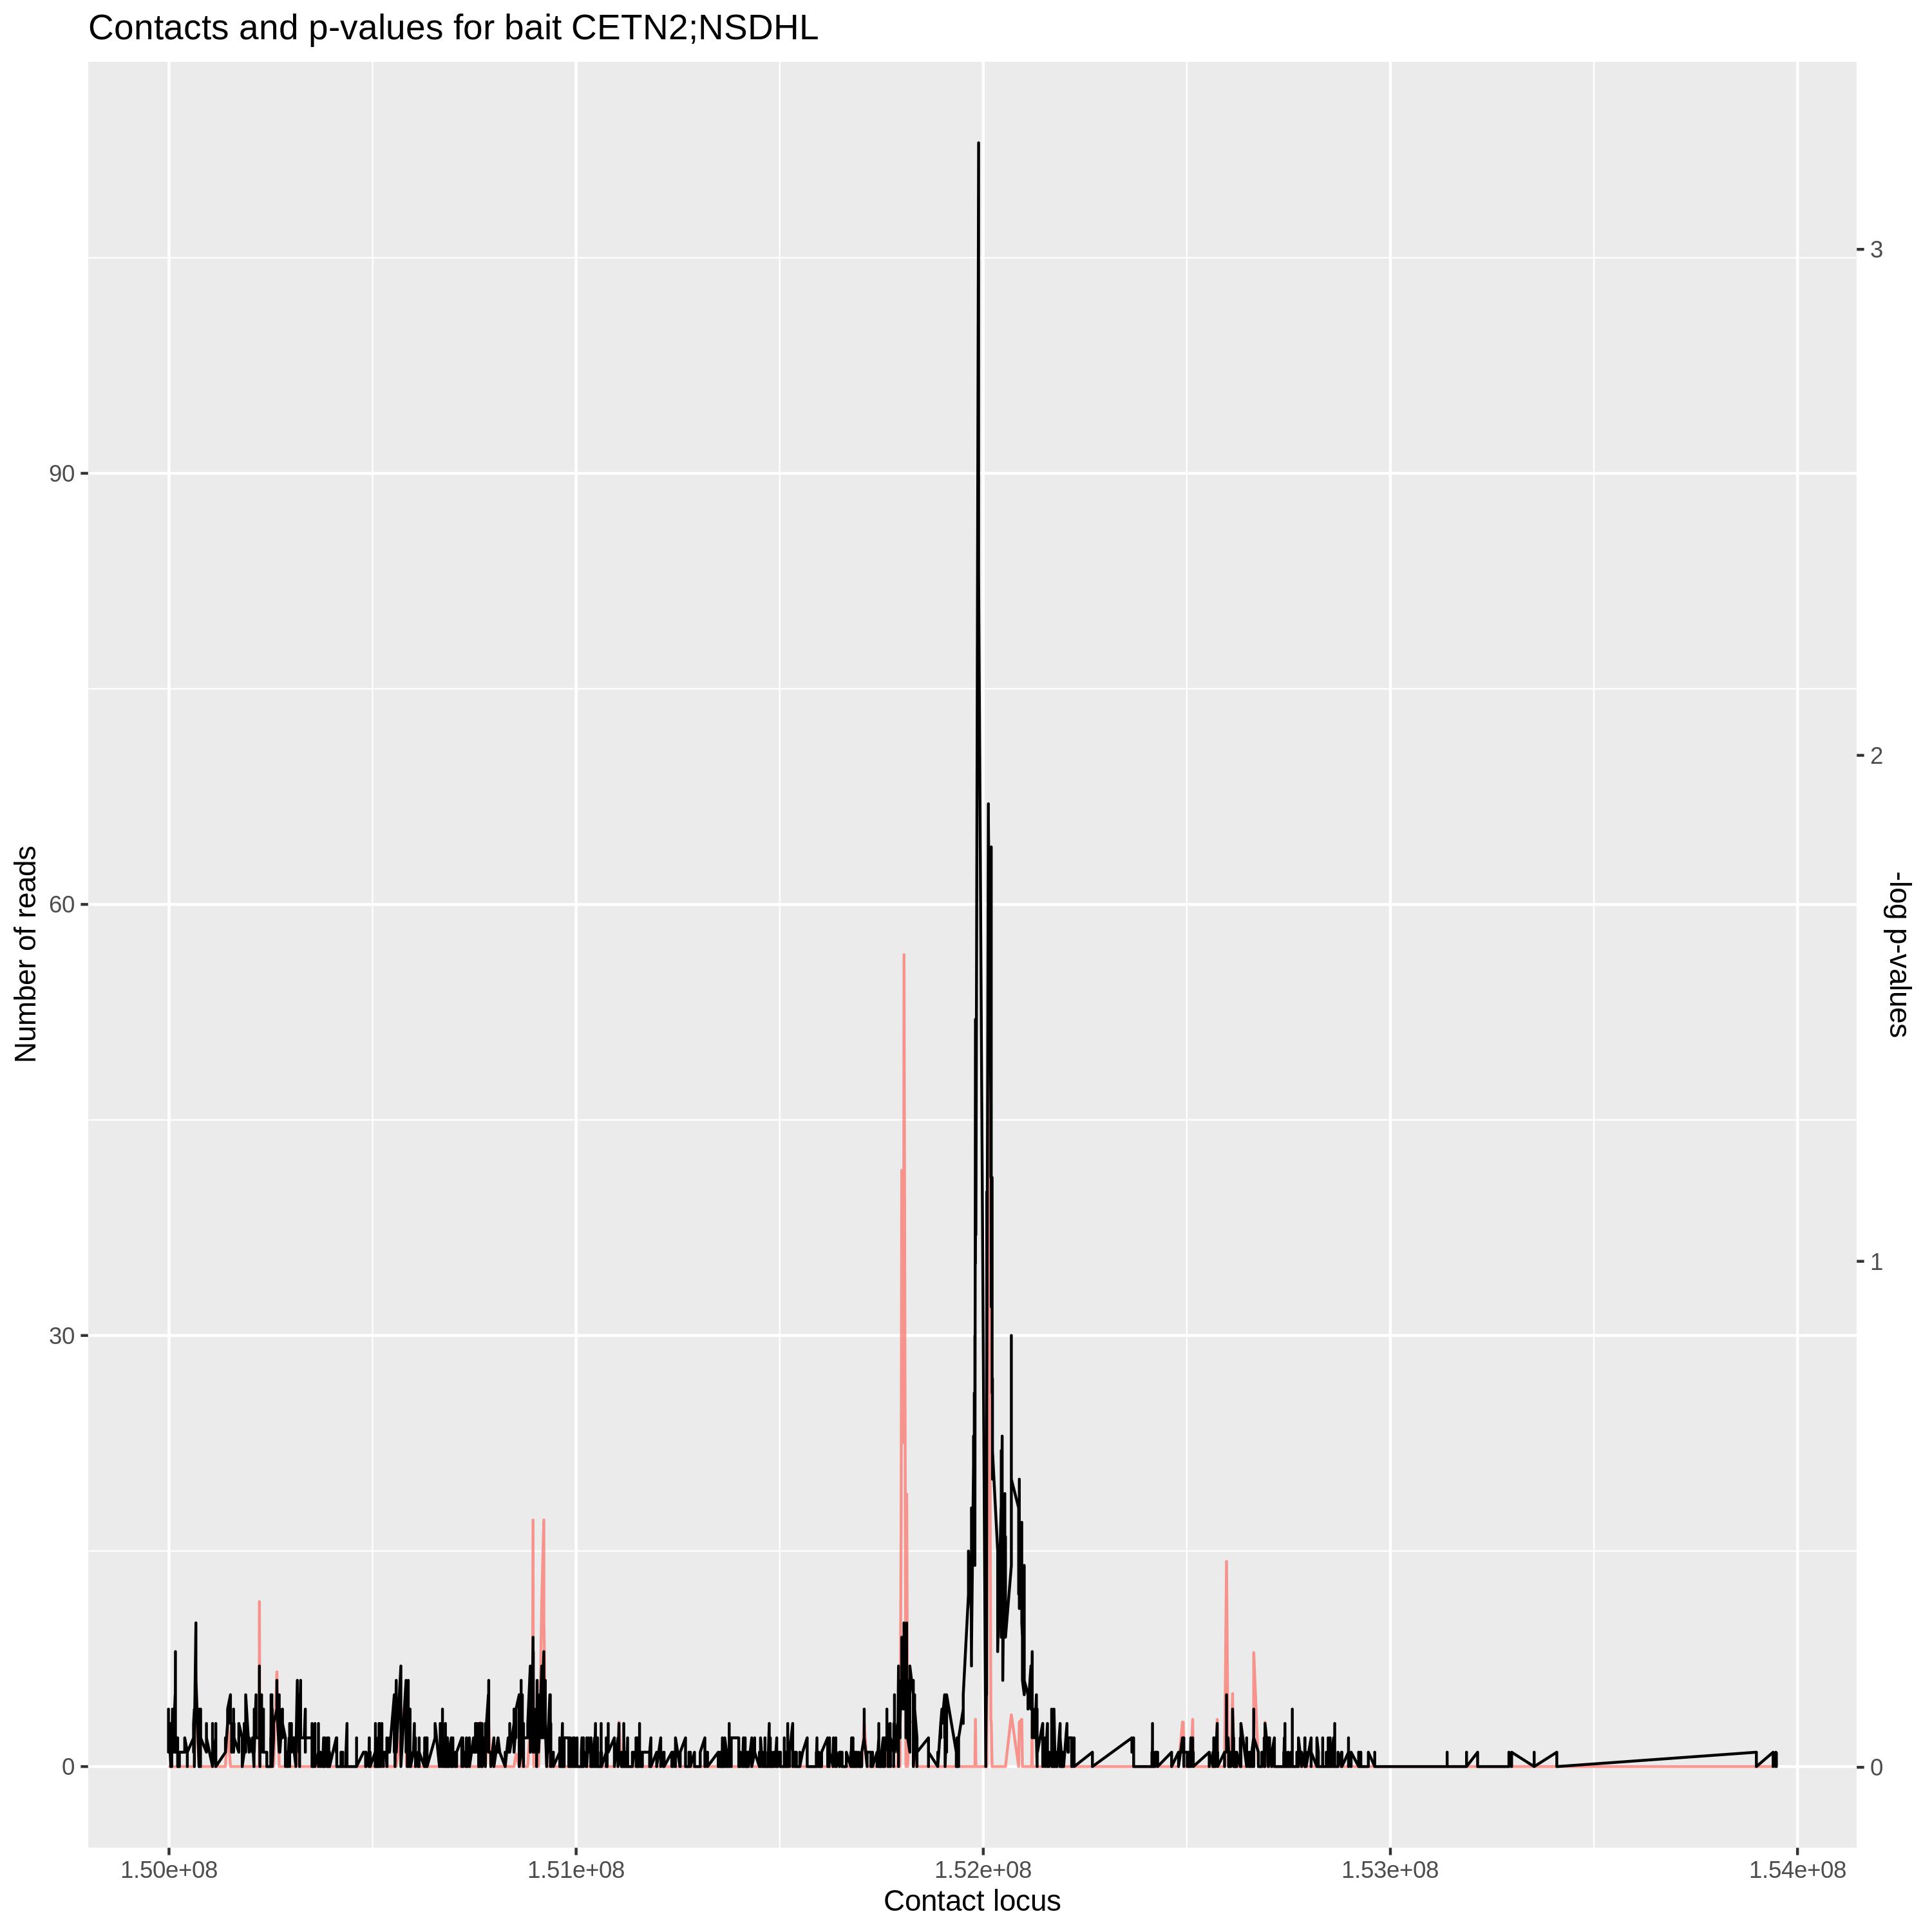 Contacts and p-values for bait CETN2;NSDHL
Number of reads
90
60
30
0
3
2
1
0
-log p-values
1.50e+08
1.51e+08
1.52e+08
1.53e+08
1.54e+08
Contact locus